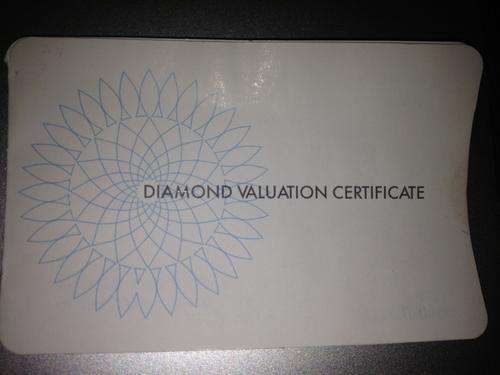 DIAMOND VALUATION CERTIFICATE